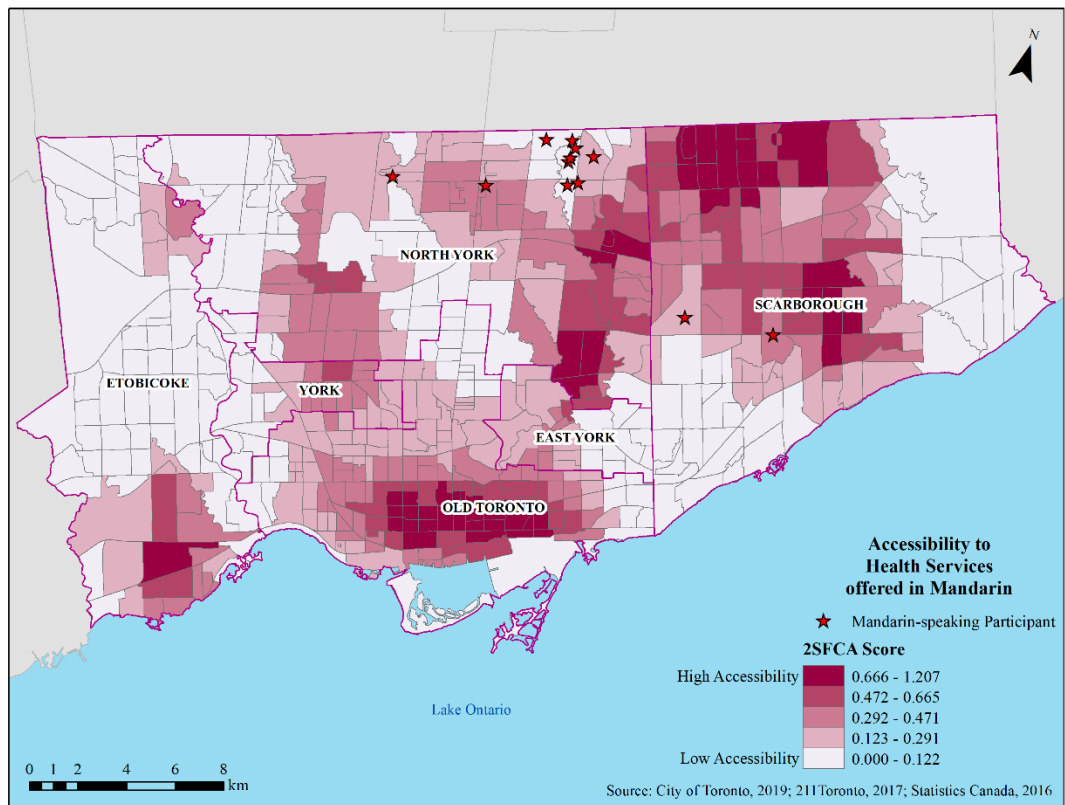 N
NORTH YORK
SCARBOROUGH
ETOBICOKE
YORK
EAST YORK
OLD TORONTO
Accessibility to
Health Services
offered in Mandarin
Mandarin-speaking Participant
2SFCA Score
High Accessibility
0.666 - 1.207
0.472 - 0.665
0.292 - 0.471
0.123 - 0.291
Low Accessibility
0.000 - 0.122
Lake Ontario
0 1 2 4 6 8
km
Source: City of Toronto, 2019; 211Toronto, 2017; Statistics Canada, 2016